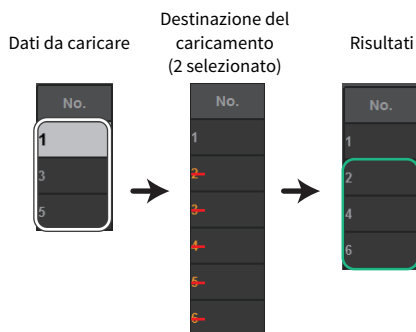 Destinazione del
Dati da caricare
caricamento
Risultati
(2 selezionato)
No.
1
3
5
No.
1
2
3
4
5
6
No.
1
2
4
6